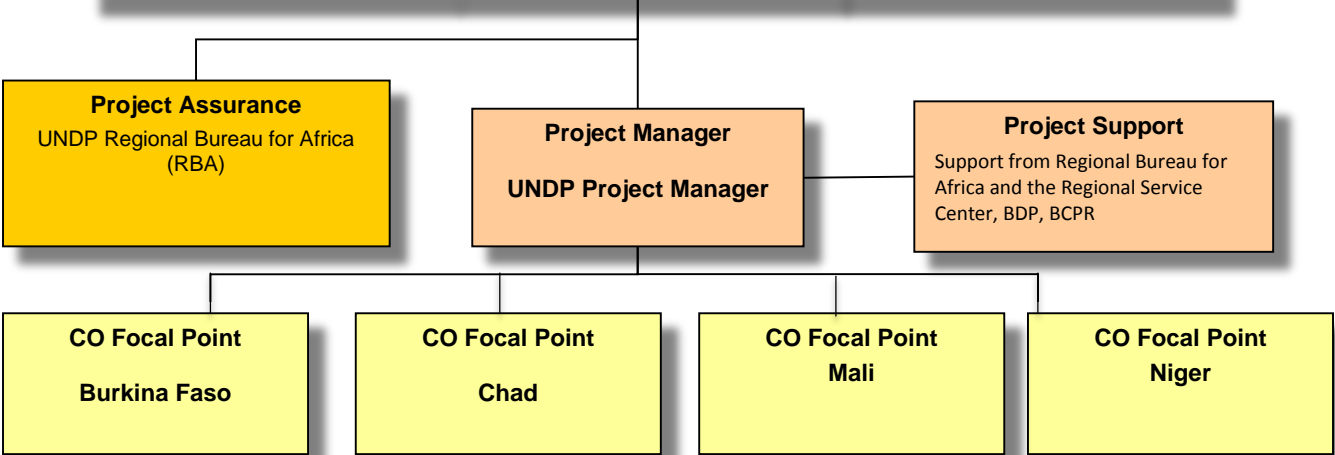 Project Assurance
UNDP Regional Bureau for Africa
(RBA)
Project Manager
UNDP Project Manager
Project Support
Support from Regional Bureau for
Africa and the Regional Service
Center, BDP, BCPR
CO Focal Point
Burkina Faso
CO Focal Point
Chad
CO Focal Point
Mali
CO Focal Point
Niger